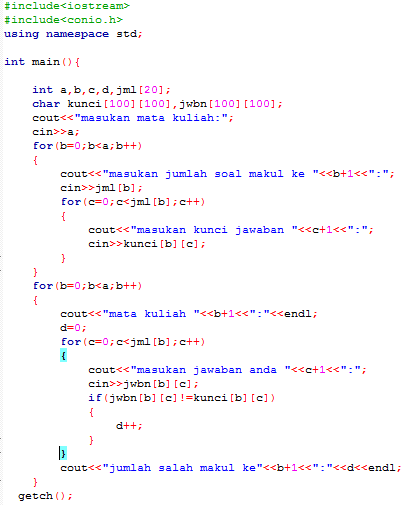 #include<iostream>
#include<conio.h>
using namespace std;
int main(){
int a,b,c,d,jml[20];
char kunci[100][100],jwbn[100][100];
cout<<"masukan mata kuliah:";
cin>>a;
for(b=0;b<a;b++)
{
cout<<"masukan jumlah soal makul ke "<<b+1<<":";
cin>>jml[b];
for(c=0;c<jml[b];c++)
{
cout<<"masukan kunci jawaban "<<c+1<<":";
cin>>kunci[b][c];
}
}
for(b=0;b<a;b++)
{
cout<<"mata kuliah "<<b+1<<":"<<endl;
d=0;
for(c=0;c<jml[b];c++)
{
cout<<"masukan jawaban anda "<<c+1<<":";
cin>>jwbn[b][c];
if(jwbn[b][c]!=kunci[b][c])
{
d++;
}
}
cout<<"jumlah salah makul ke"<<b+1<<":"<<d<<endl;
}
getch();